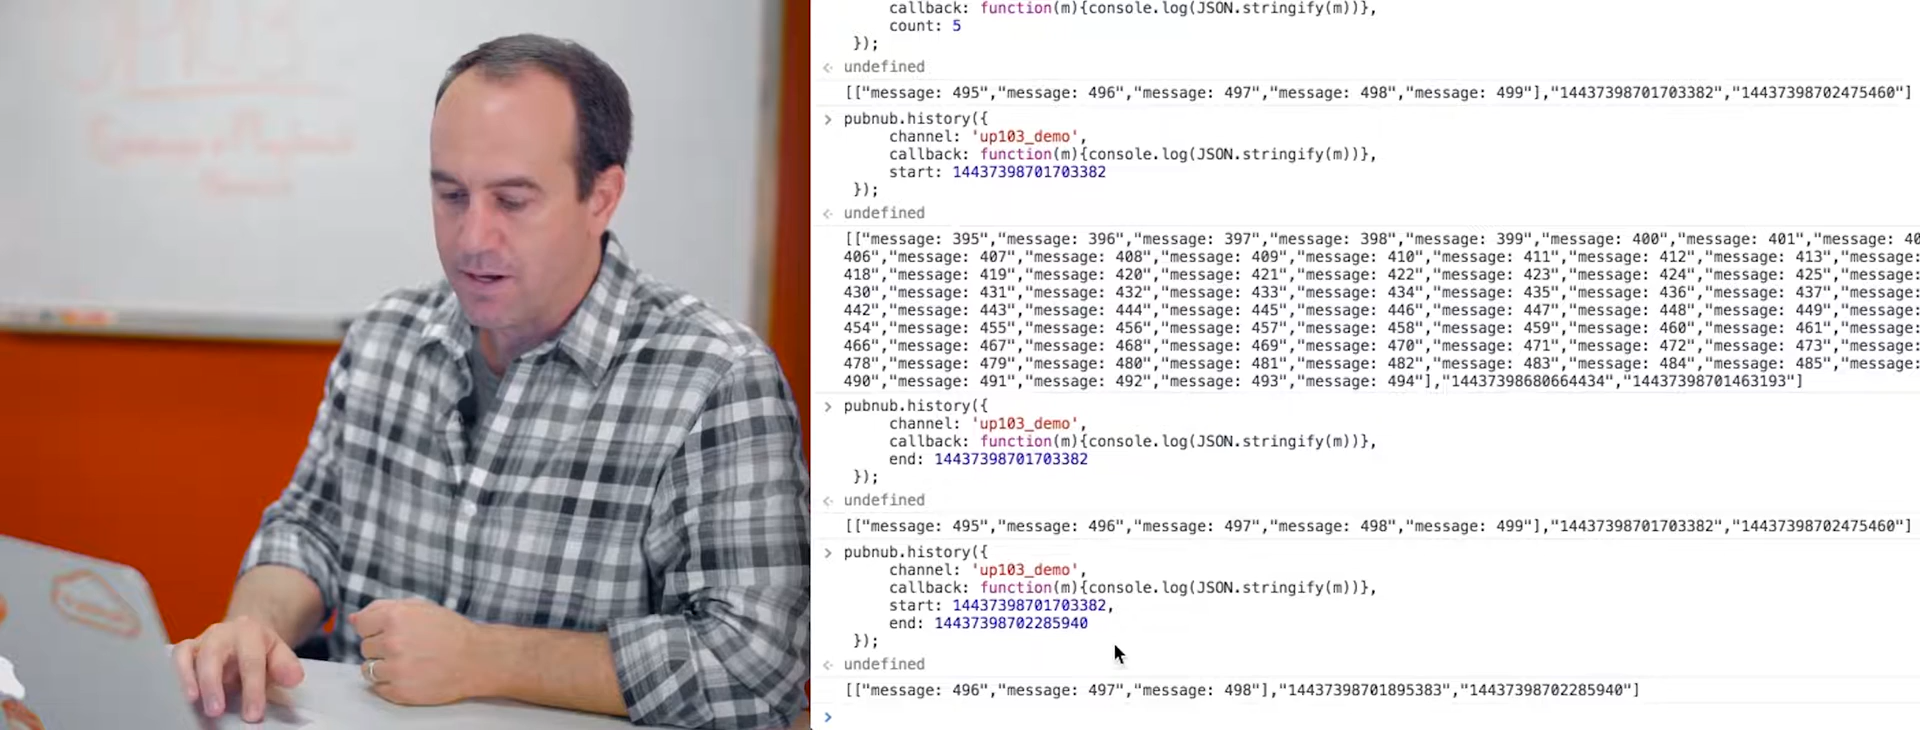 callback: function(m){console.log(JSON.stringify(m))},
count: 5
});
undefined
[["message: 495","message: 496","message: 497","message: 498","message: 499"],"14437398701703382","14437398702475460"]
> pubnub.history({
channel: 'up103_demo',
callback: function(m){console.log(JSON.stringify(m))},
start: 14437398701703382
});
undefined
[["message: 395","message: 396","message: 397","message: 398","message: 399","message: 400","message: 401","message: 40
406","message: 407","message: 408","message: 409","message: 410","message: 411","message: 412","message: 413","message:
418","message: 419","message: 420","message: 421","message: 422","message: 423","message: 424","message: 425","message:
430","message: 431","message: 432","message: 433","message: 434","message: 435","message: 436","message: 437","message:
442","message: 443","message: 444","message: 445","message: 446","message: 447","message: 448","message: 449","message:
454","message: 455","message: 456","message: 457","message: 458","message: 459","message: 460","message: 461","message:
466","message: 467","message: 468","message: 469","message: 470","message: 471","message: 472","message: 473","message:
478","message: 479","message: 480","message: 481","message: 482","message: 483","message: 484","message: 485","message:
490","message: 491","message: 492","message: 493","message: 494"],"14437398680664434","14437398701463193"]
> pubnub.history({
channel: 'up103_demo',
callback: function(m){console.log(JSON.stringify(m))},
end: 14437398701703382
});
undefined
[["message: 495","message: 496","message: 497","message: 498","message: 499"],"14437398701703382","14437398702475460"]
> pubnub.history({
channel: 'up103_demo',
callback: function(m){console.log(JSON.stringify(m))},
start: 14437398701703382,
end: 14437398702285940
});
undefined
[["message: 496","message: 497","message: 498"],"14437398701895383","14437398702285940"]
>